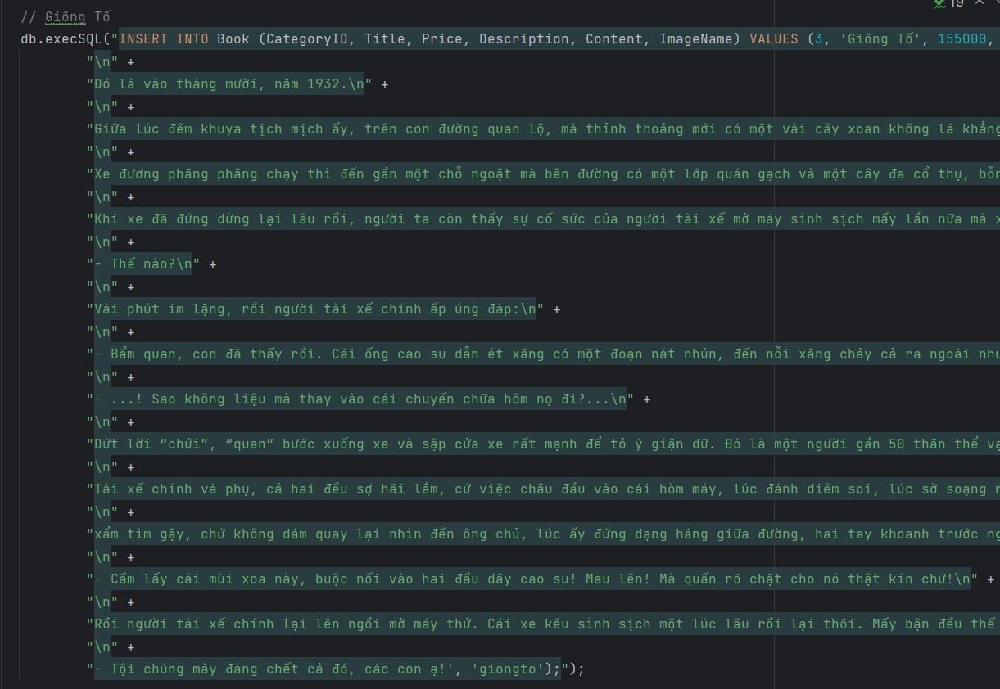 19
// Giông Tố
db.execSQL("INSERT INTO Book (CategoryID, Title, Price, Description, Content, ImageName) VALUES (3, 'Giông Tố', 155000,
"\n" +
"Đó là vào tháng mười, năm 1932.\n" +
"\n" +
"Giữa lúc đêm khuya tịch mịch ấy, trên con đường quan lộ, mà thỉnh thoảng mới có một vài cây xoan không lá khẳng
"\n" +
"Xe đương phăng phăng chạy thì đến gần một chỗ ngoặt mà bên đường có một lớp quán gạch và một cây đa cổ thụ, bỗn
"\n" +
"Khi xe đã đứng dừng lại lâu rồi, người ta còn thấy sự cố sức của người tài xế mở máy sình sịch mấy lần nữa mà x
"\n" +
"- Thế nào?\n" +
"\n" +
"Vài phút im lặng, rồi người tài xế chính ấp úng đáp:\n" +
"\n" +
"- Bẩm quan, con đã thấy rồi. Cái ống cao su dẫn ét xăng có một đoạn nát nhủn, đến nỗi xăng chảy cả ra ngoài như
"\n" +
"- ...! Sao không liệu mà thay vào cái chuyến chữa hôm nọ đi?...\n" +
"\n" +
"Dứt lời “chửi”, “quan” bước xuống xe và sập cửa xe rất mạnh để tỏ ý giận dữ. Đó là một người gần 50 thân thể vạ
"\n" +
"Tài xế chính và phụ, cả hai đều sợ hãi lắm, cứ việc châu đầu vào cái hòm máy, lúc đánh diêm soi, lúc sờ soạng n
"\n" +
"xẩm tìm gậy, chứ không dám quay lại nhìn đến ông chủ, lúc ấy đứng dạng háng giữa đường, hai tay khoanh trước ng
"\n" +
"- Cầm lấy cái mùi xoa này, buộc nối vào hai đầu dây cao su! Mau lên! Mà quấn rõ chặt cho nó thật kín chứ!\n" +
"\n" +
"Rồi người tài xế chính lại lên ngồi mở máy thử. Cái xe kêu sình sịch một lúc lâu rồi lại thôi. Mấy bận đều thế
"\n" +
"- Tội chúng mày đáng chết cả đó, các con ạ!', 'giongto');");